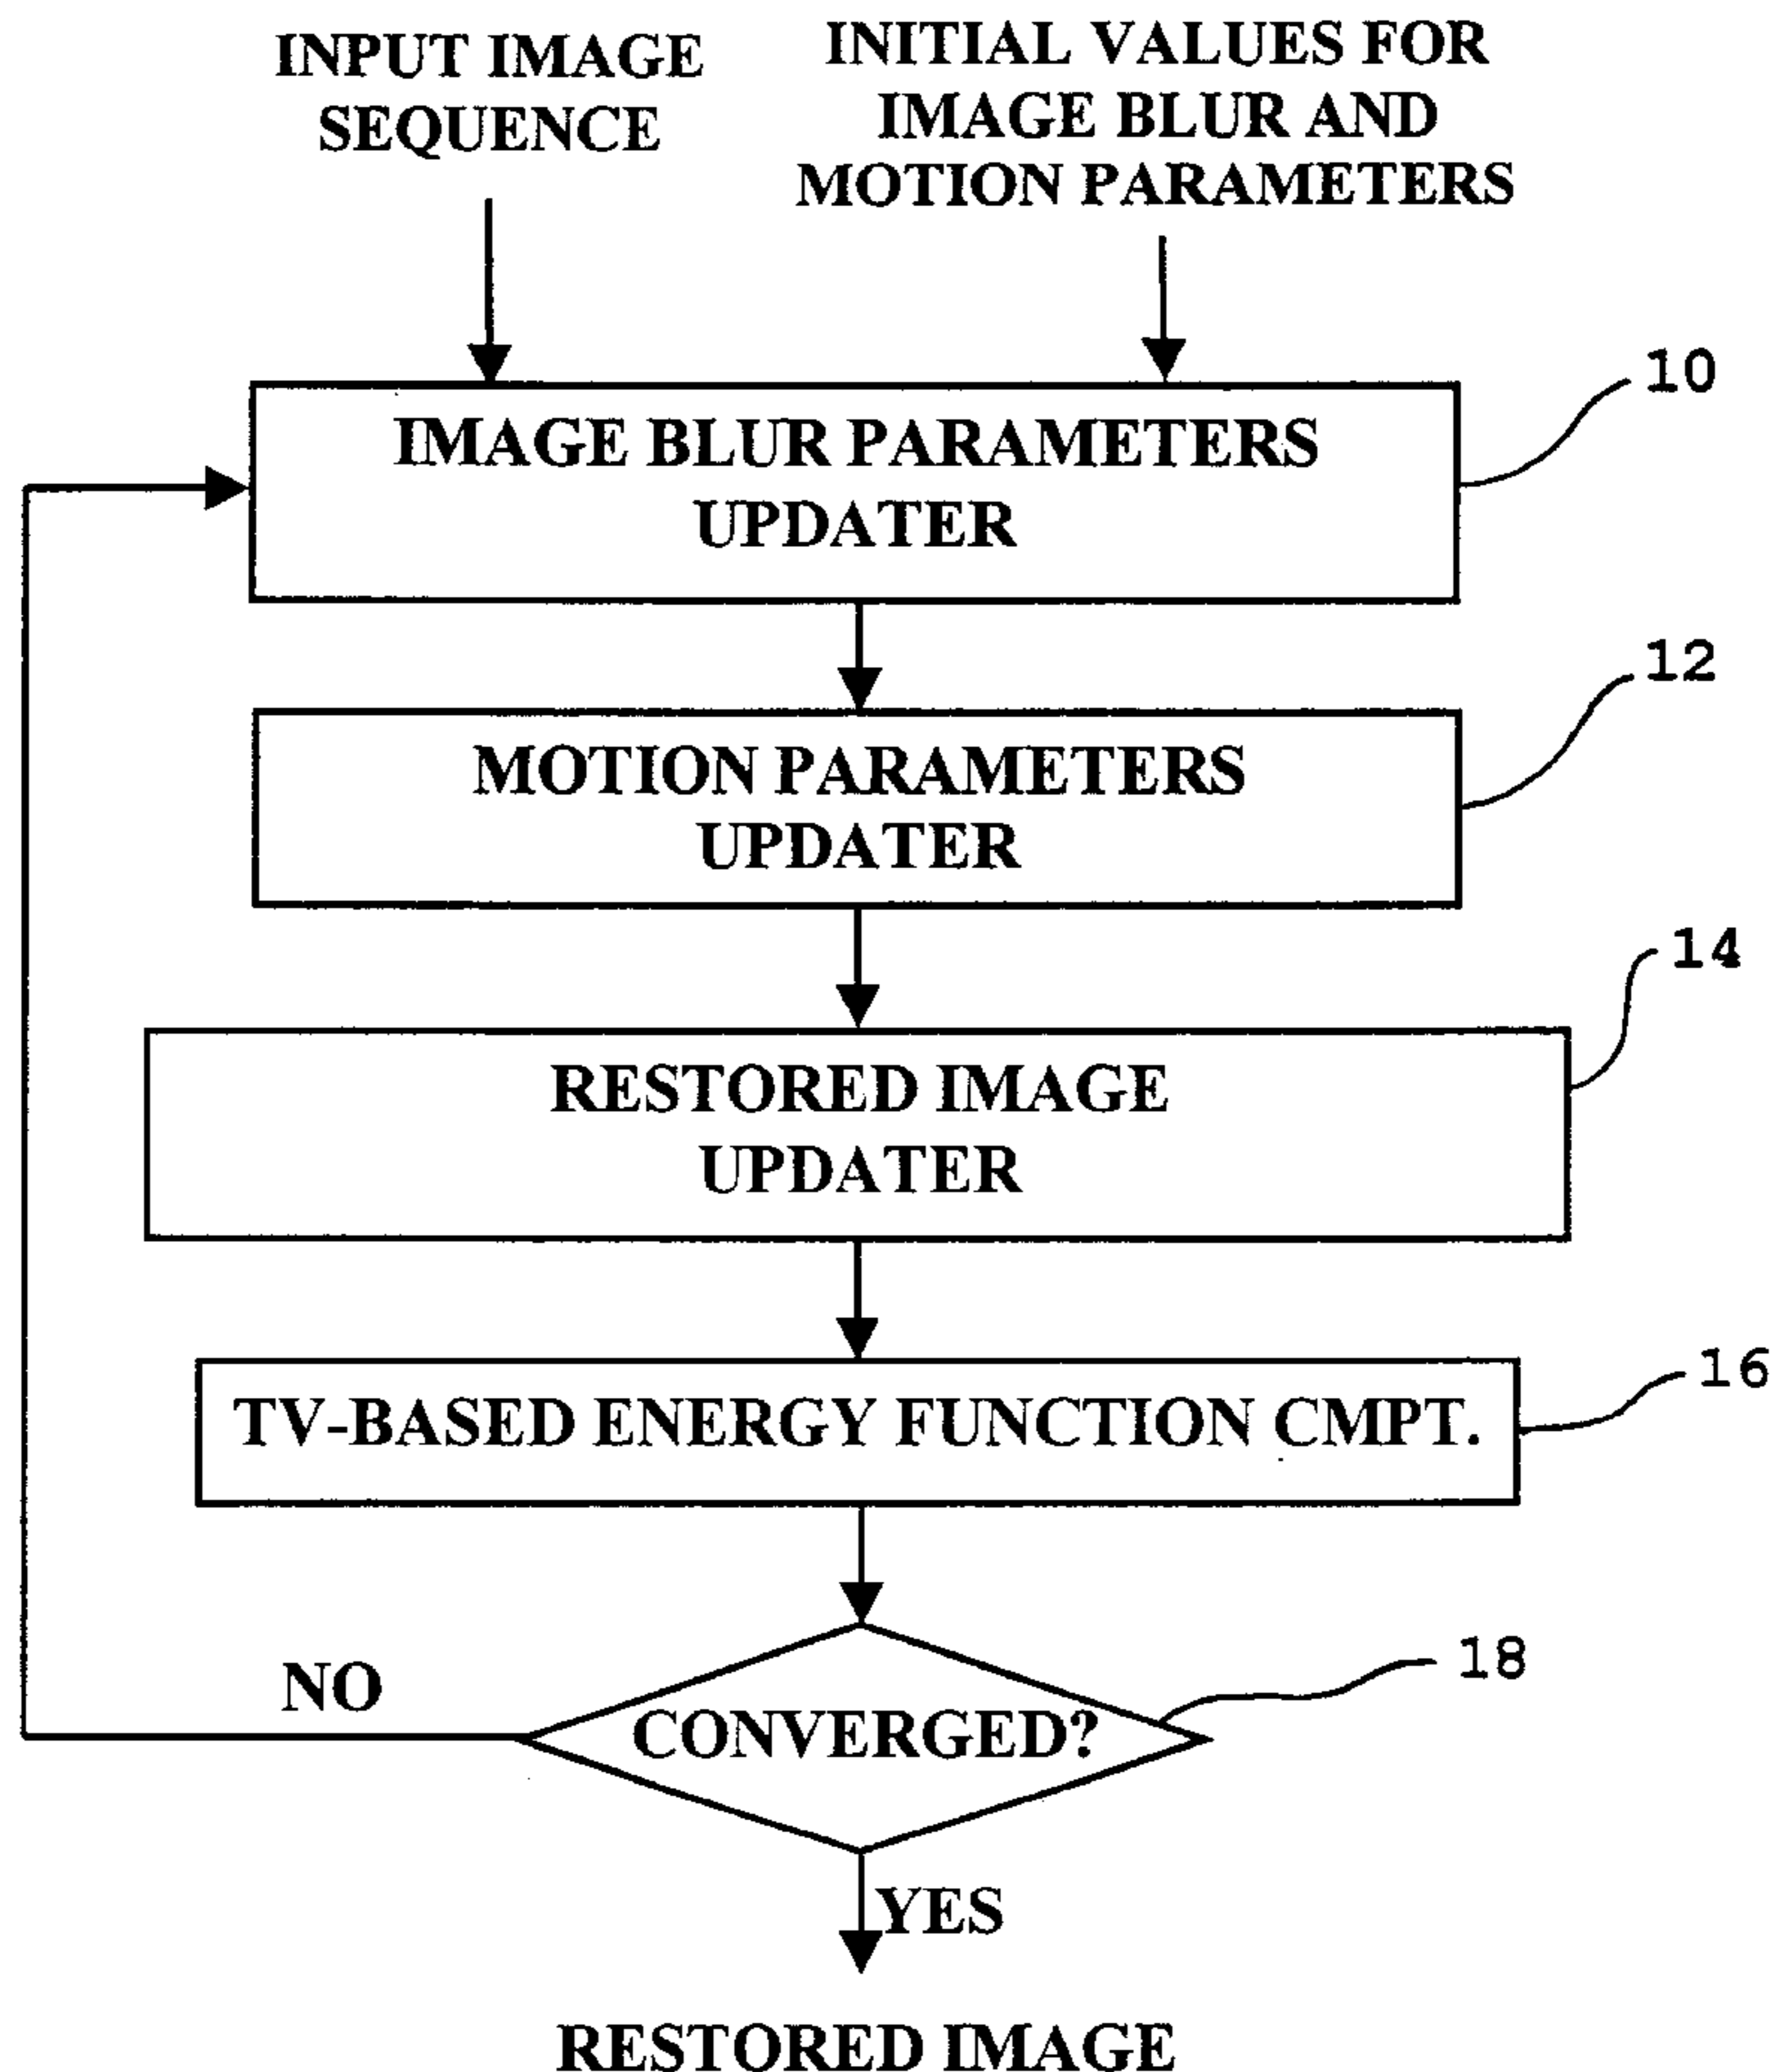 INPUT IMAGE
SEQUENCE
INITIAL VALUES FOR
IMAGE BLUR AND
MOTION PARAMETERS
10
IMAGE BLUR PARAMETERS
UPDATER
12
MOTION PARAMETERS
UPDATER
14
RESTORED IMAGE
UPDATER
16
TV-BASED ENERGY FUNCTION CMPT.
18
NO
CONVERGED?
YES
RESTORED IMAGE